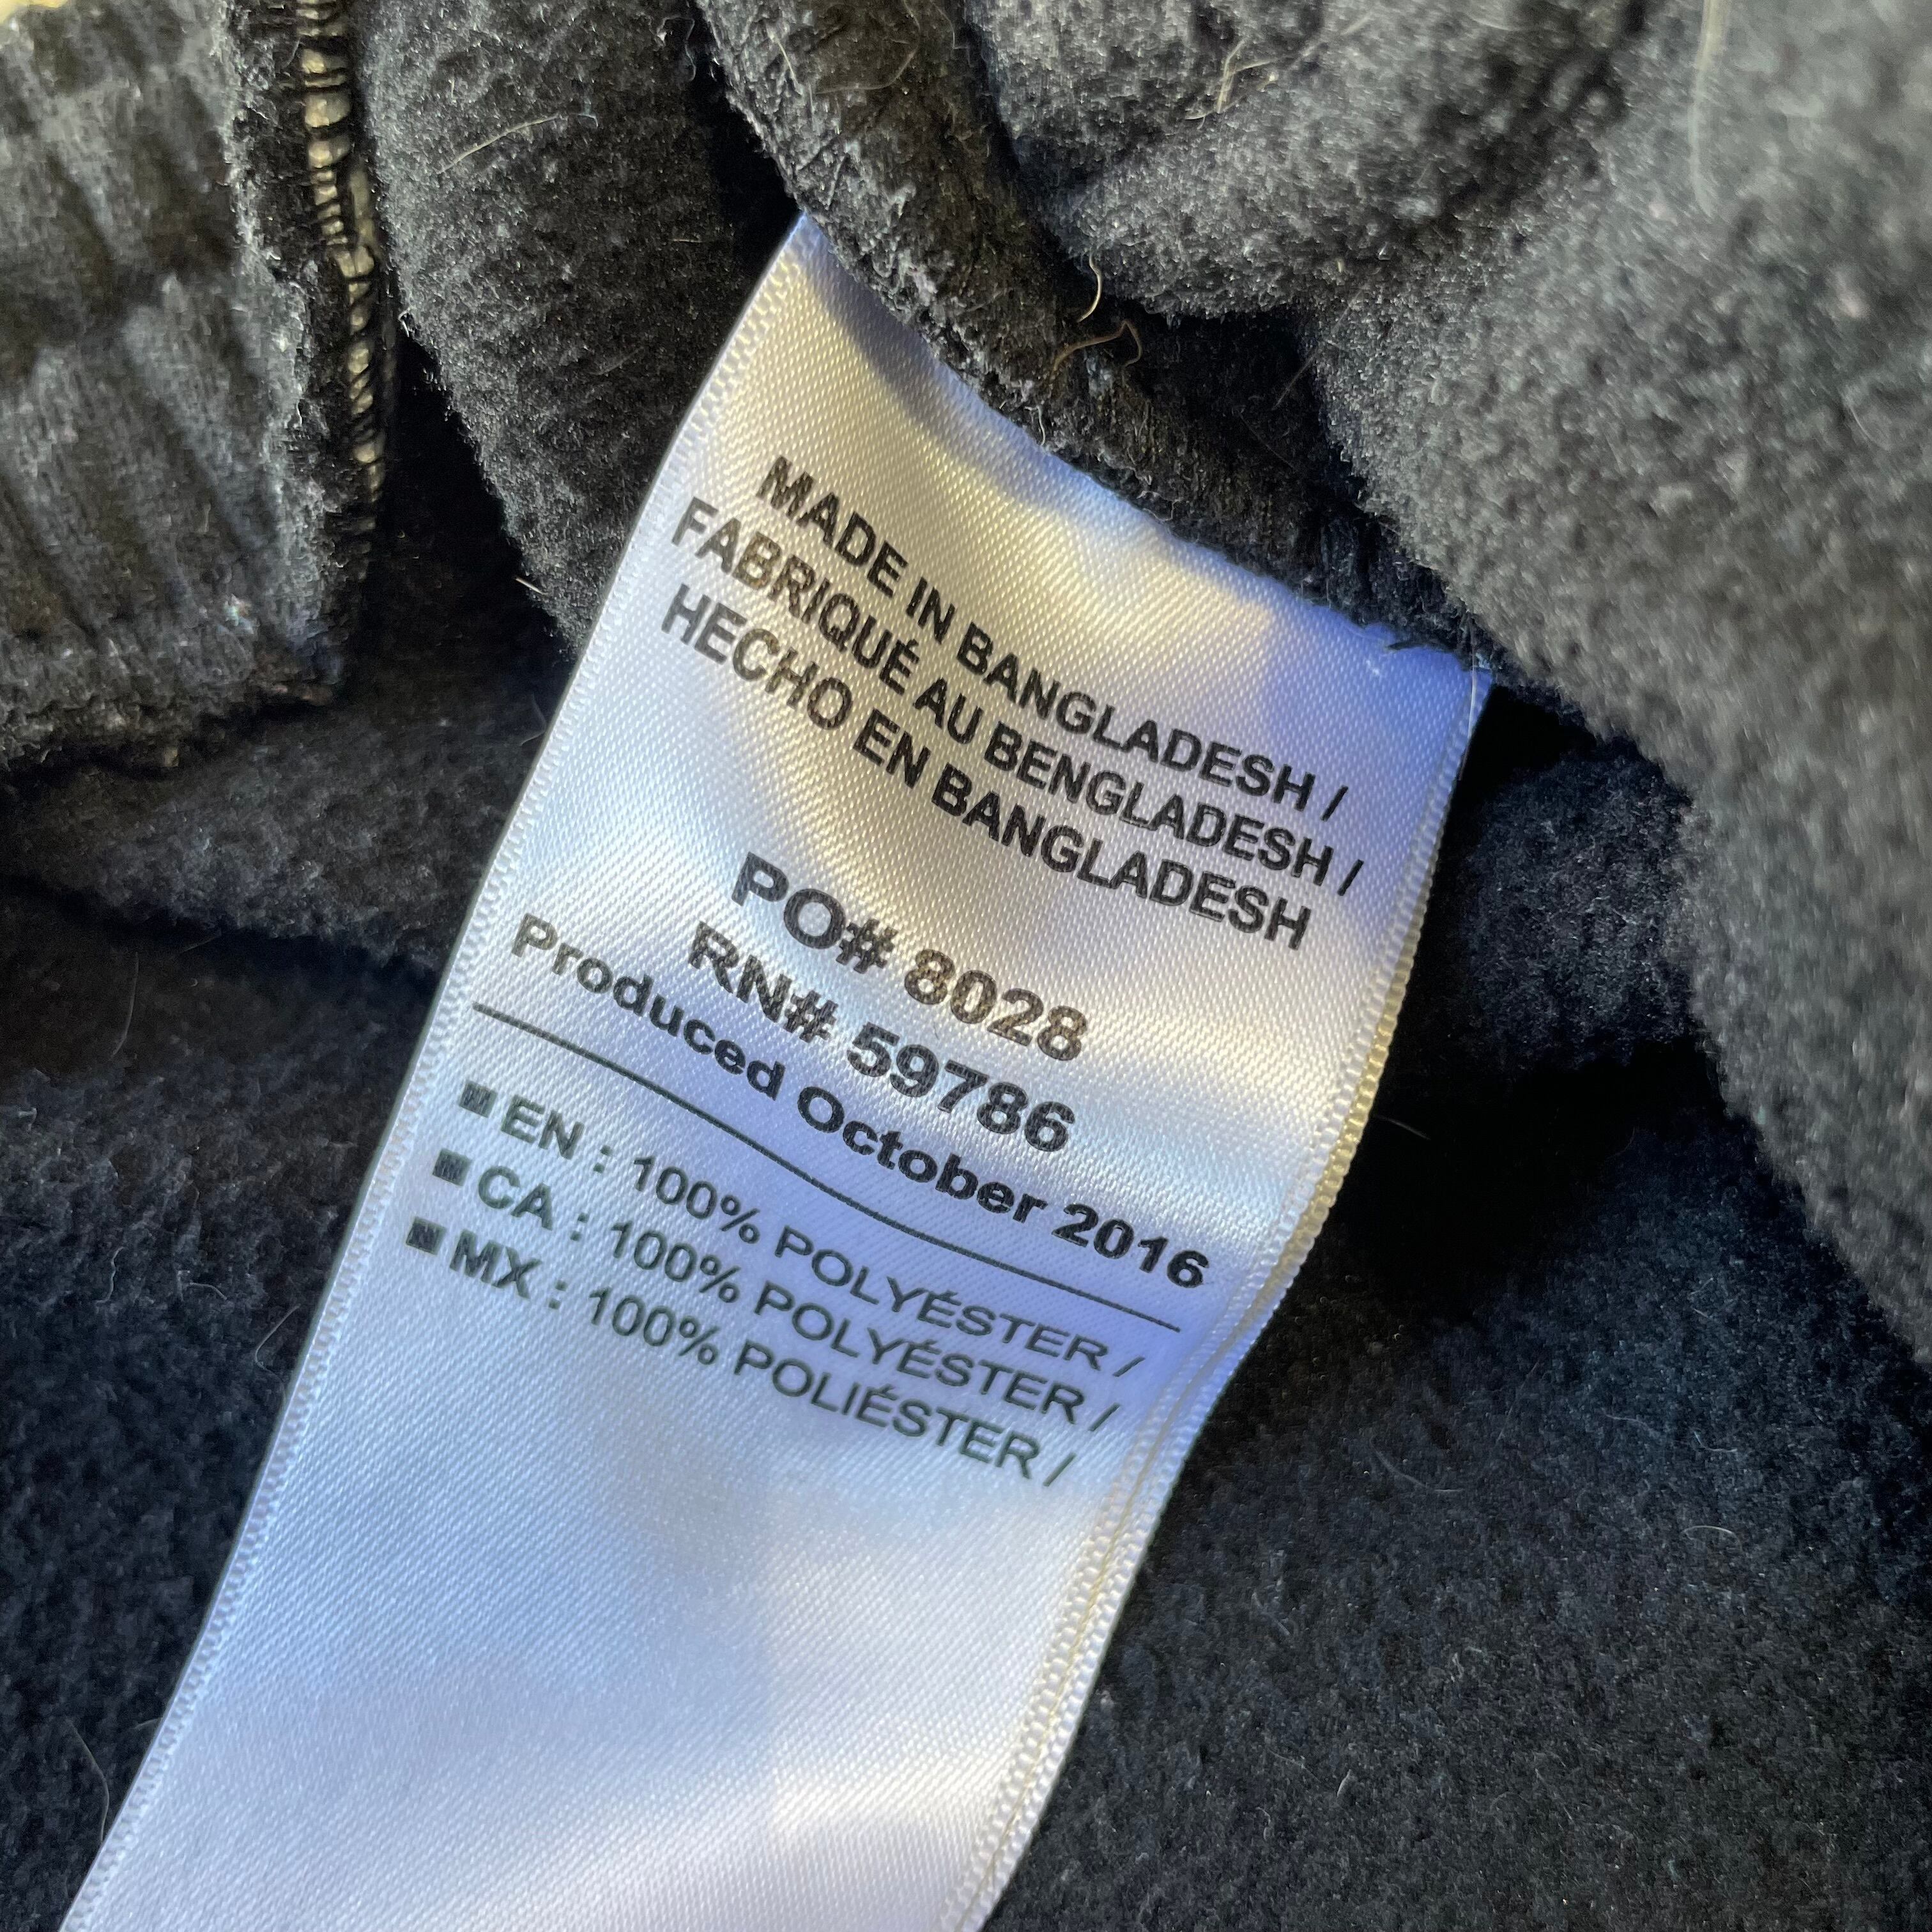 MADE IN BANGLADESH /
FABRIQUÉ AU BENGLADESH /
HECHO EN BANGLADESH
PO# 8028
RN# 59786
Produced October 2016
■ EN : 100% POLYÉSTER /
■ CA : 100% POLYÉSTER /
■ MX : 100% POLIÉSTER /